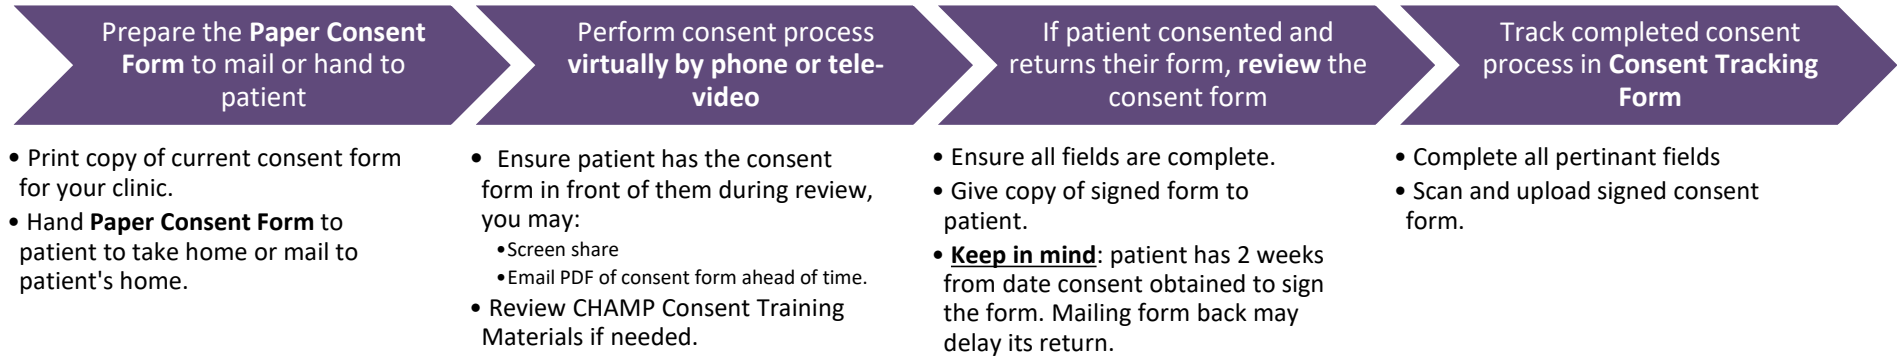 Prepare the Paper Consent
Form to mail or hand to
patient
• Print copy of current consent form
for your clinic.
• Hand Paper Consent Form to
patient to take home or mail to
patient's home.
Perform consent process
virtually by phone or tele-
video
• Ensure patient has the consent
form in front of them during review,
you may:
• Screen share
• Email PDF of consent form ahead of time.
• Review CHAMP Consent Training
Materials if needed.
If patient consented and
returns their form, review the
consent form
• Ensure all fields are complete.
• Give copy of signed form to
patient.
• Keep in mind: patient has 2 weeks
from date consent obtained to sign
the form. Mailing form back may
delay its return.
Track completed consent
process in Consent Tracking
Form
• Complete all pertinant fields
• Scan and upload signed consent
form.